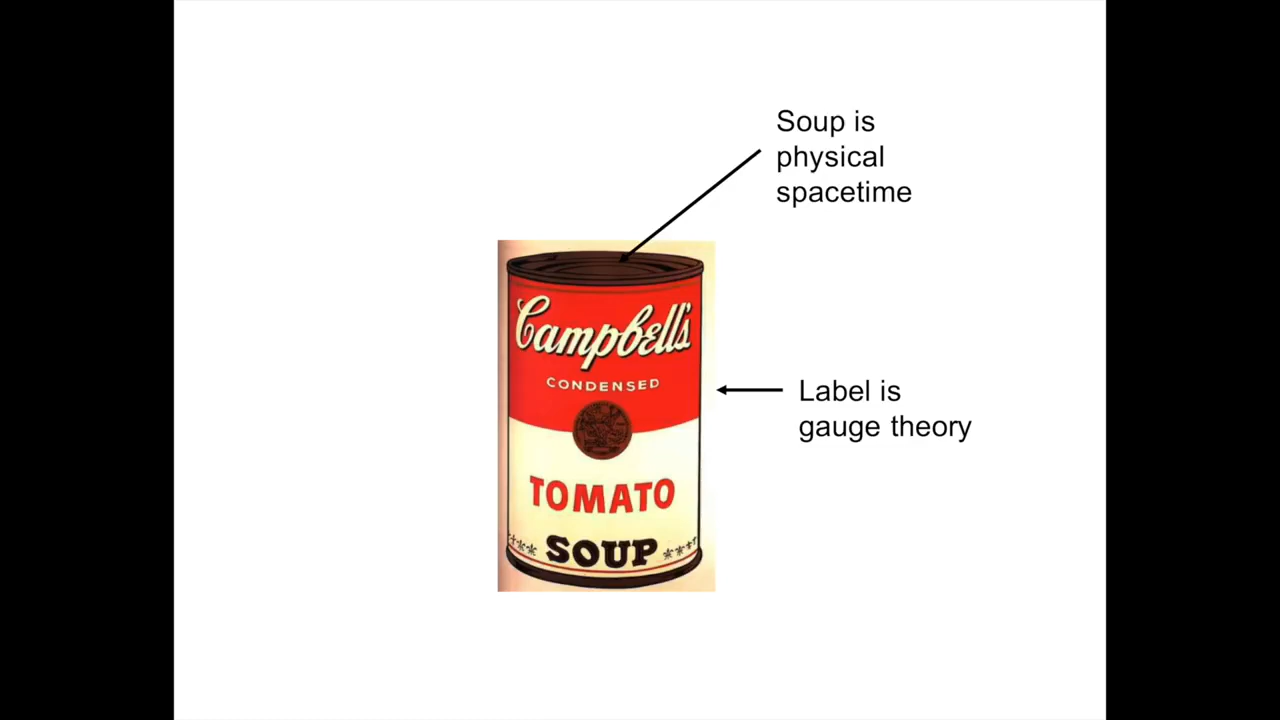 Soup is
physical
spacetime
Campbell's
CONDENSED
Label is
gauge theory
TOMATO
SOUP